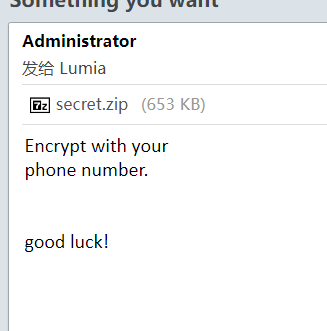 Something you want
Administrator
发给 Lumia
7z secret.zip (653 KB)
Encrypt with your
phone number.
good luck!